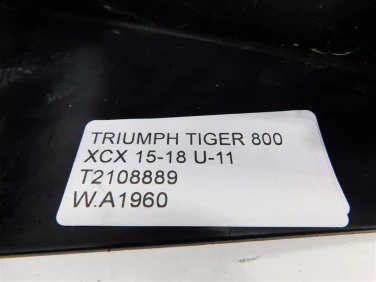 TRIUMPH TIGER 800
XCX 15-18 U-11
T2108889
W.A1960